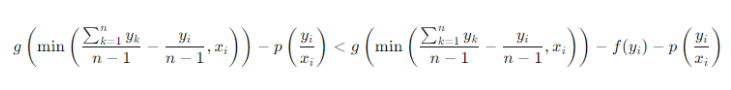 g\left(\min\left(\frac{\sum_{k=1}^{n} y_k}{n-1} - \frac{y_i}{n-1}, x_i\right)\right) - p\left(\frac{y_i}{x_i}\right) < g\left(\min\left(\frac{\sum_{k=1}^{n} y_k}{n-1} - \frac{y_i}{n-1}, x_i\right)\right) - f(y_i) - p\left(\frac{y_i}{x_i}\right)